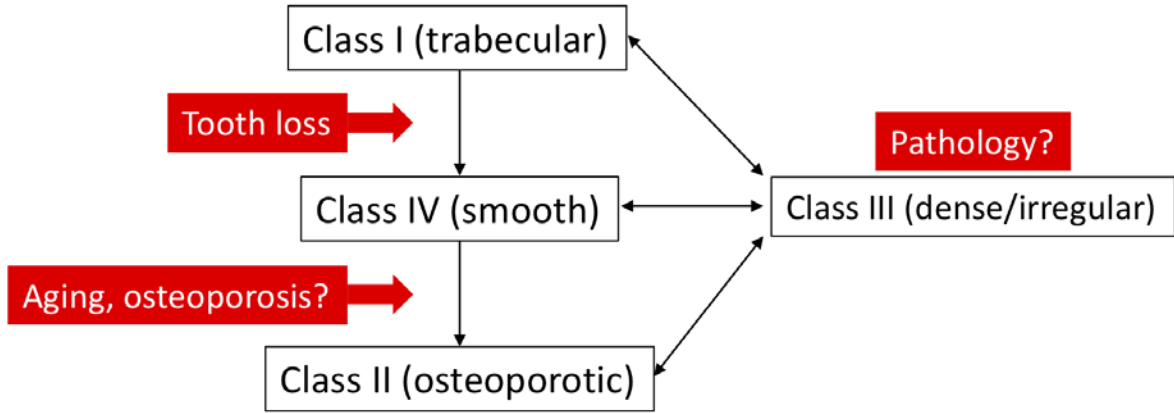 Class I (trabecular)
Tooth loss
Pathology?
Class IV (smooth)
Class III (dense/irregular)
Aging, osteoporosis?
Class II (osteoporotic)